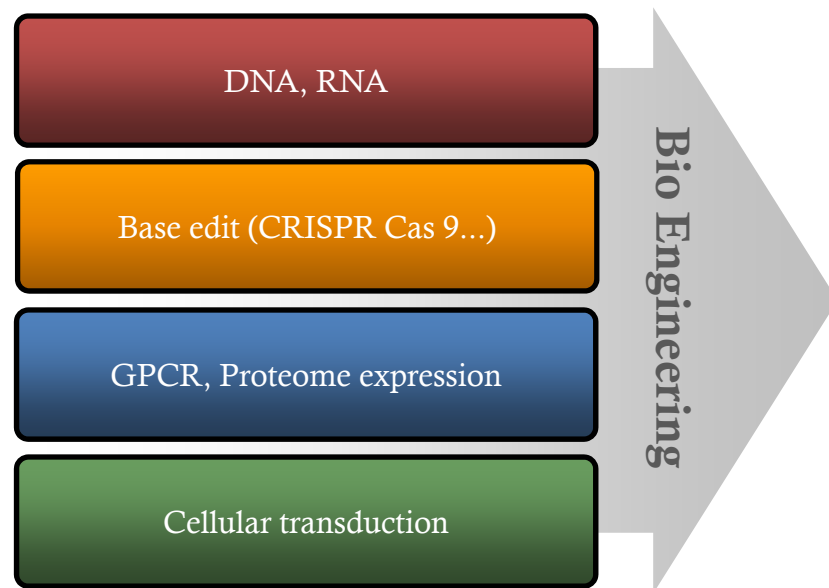 DNA, RNA
Base edit (CRISPR Cas 9...)
GPCR, Proteome expression
Cellular transduction
Bio Engineering